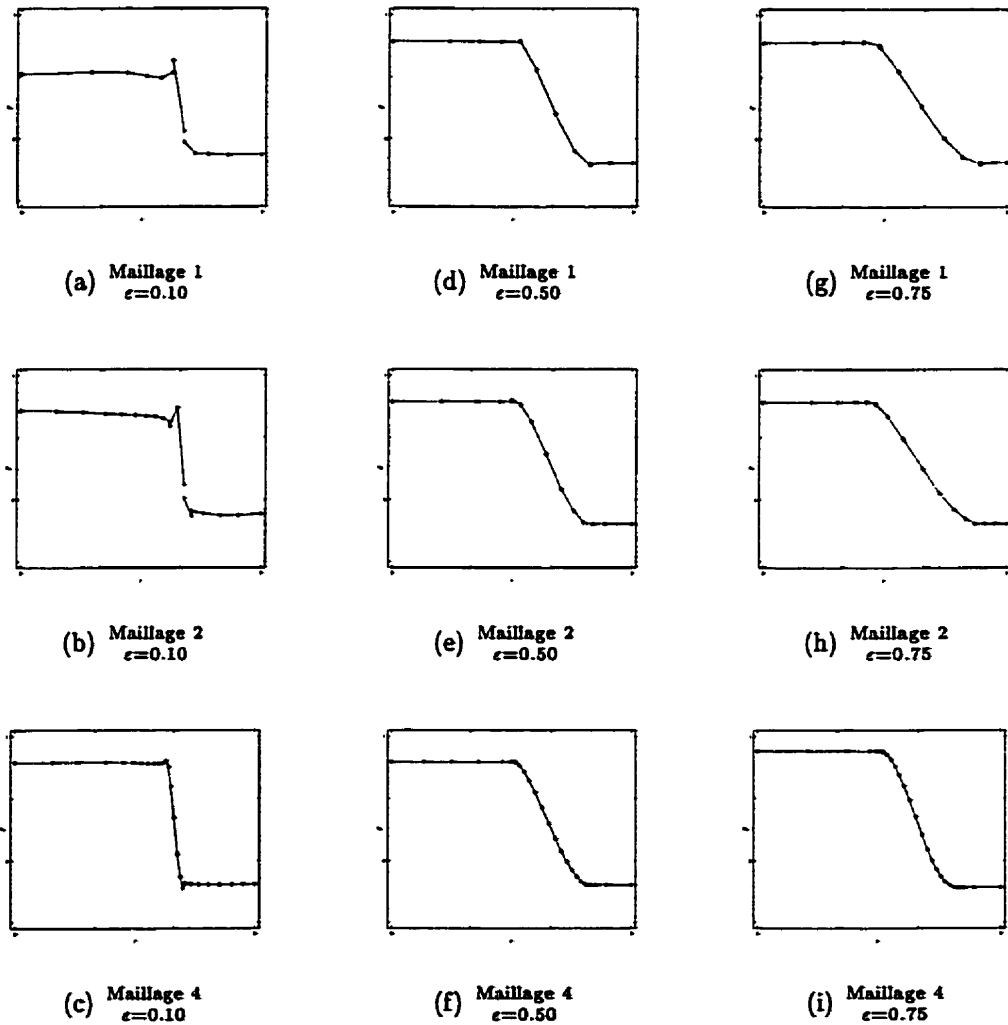 (a) Maillage 1
ε=0.10
(d) Maillage 1
ε=0.50
(g) Maillage 1
ε=0.75
(b) Maillage 2
ε=0.10
(e) Maillage 2
ε=0.50
(h) Maillage 2
ε=0.75
(c) Maillage 4
ε=0.10
(f) Maillage 4
ε=0.50
(i) Maillage 4
ε=0.75